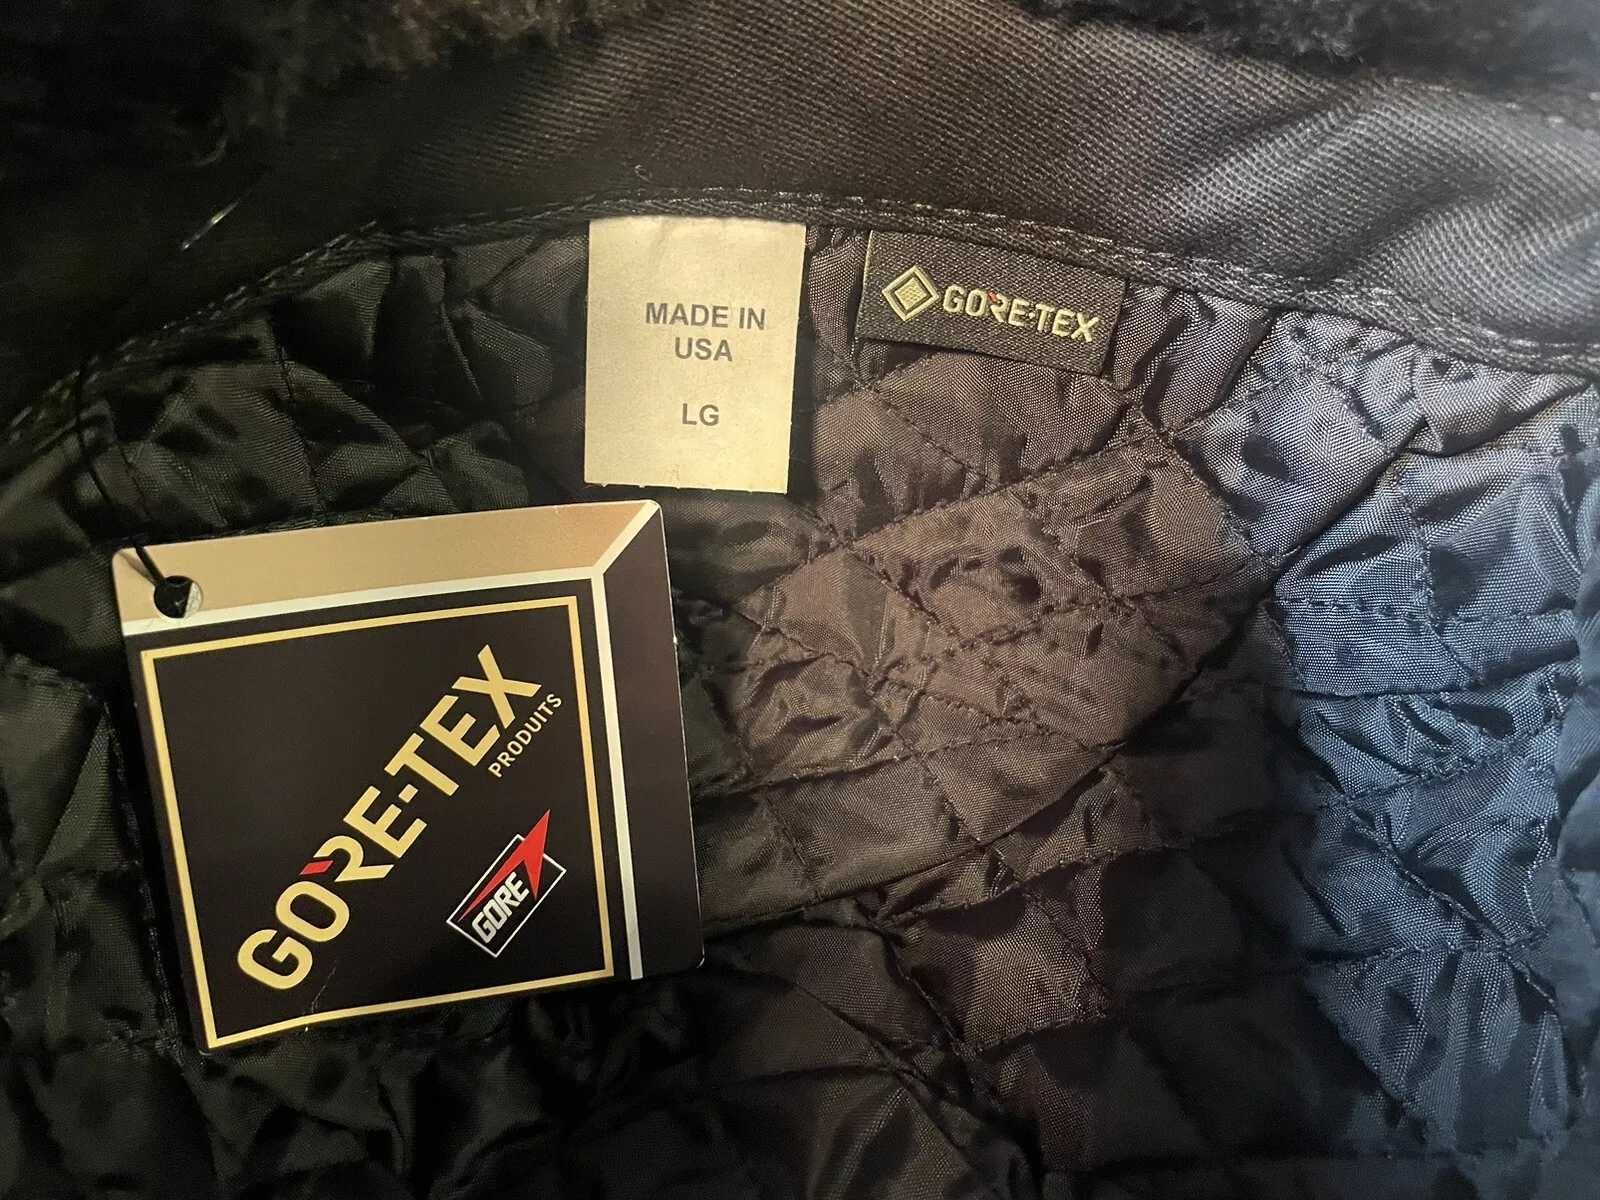 MADE IN
USA
LG
GORE-TEX
GORE-TEX
PRODUITS
GORE